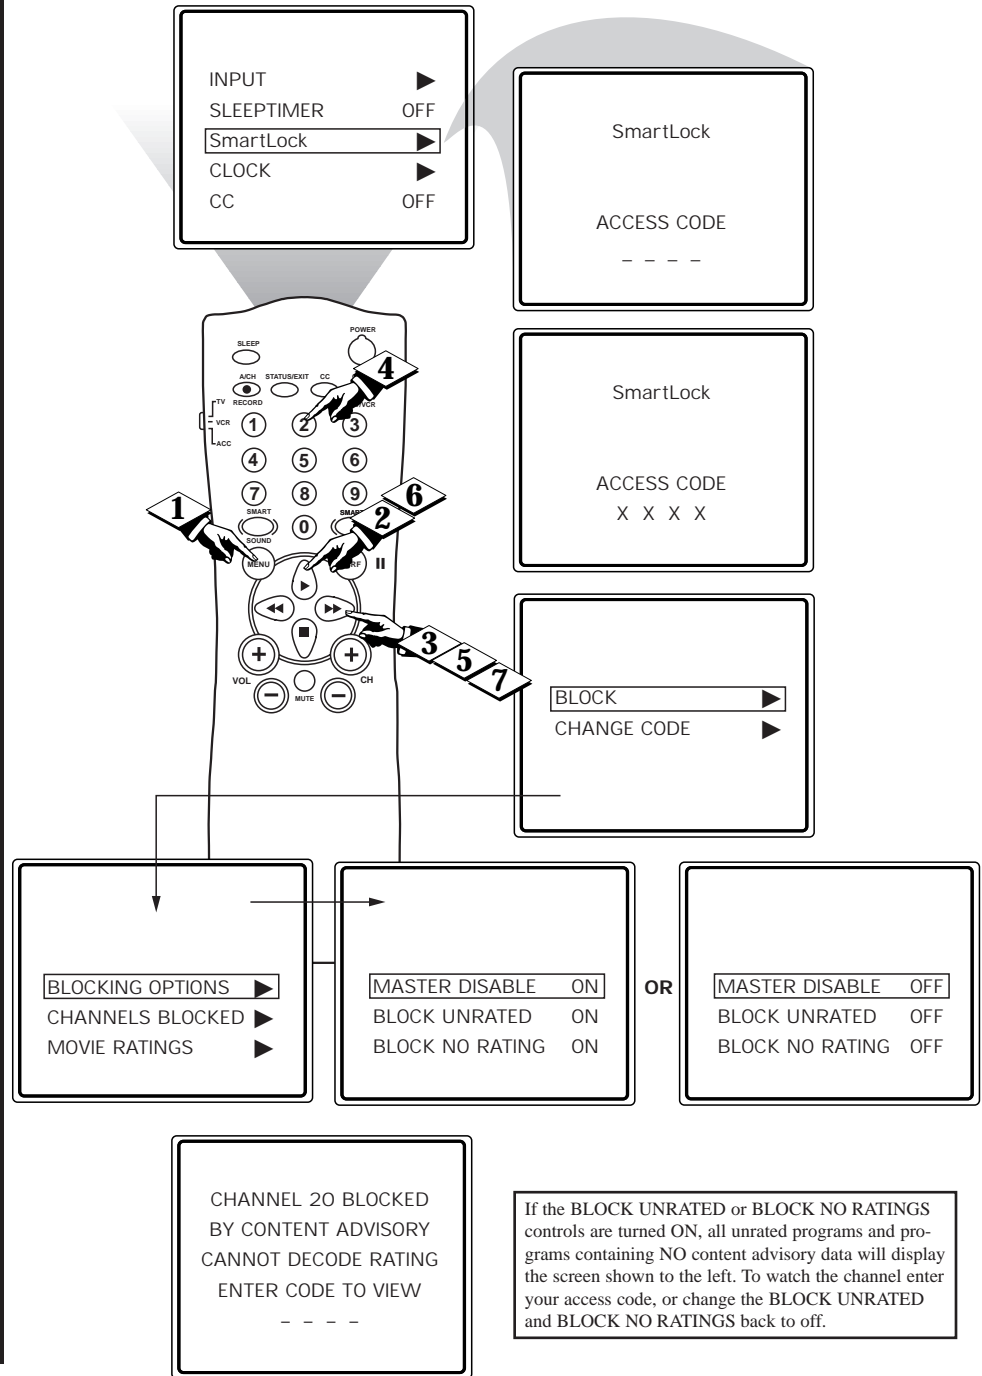 INPUT ▶
SLEEPTIMER OFF
SmartLock ▶
CLOCK ▶
CC OFF
SmartLock
ACCESS CODE
_ _ _ _
SmartLock
ACCESS CODE
X X X X
SLEEP
POWER
A/CH STATUS/EXIT CC
RECORD
TV
VCR
ACC
4
1 2 3
4 5 6
7 8 9
SMART
SOUND
0
1
2
6
MENU
VOL
CH
MUTE
3
5
7
BLOCK ▶
CHANGE CODE ▶
BLOCKING OPTIONS ▶
CHANNELS BLOCKED ▶
MOVIE RATINGS ▶
MASTER DISABLE ON
BLOCK UNRATED ON
BLOCK NO RATING ON
OR
MASTER DISABLE OFF
BLOCK UNRATED OFF
BLOCK NO RATING OFF
CHANNEL 20 BLOCKED
BY CONTENT ADVISORY
CANNOT DECODE RATING
ENTER CODE TO VIEW
_ _ _ _
If the BLOCK UNRATED or BLOCK NO RATINGS
controls are turned ON, all unrated programs and pro-
grams containing NO content advisory data will display
the screen shown to the left. To watch the channel enter
your access code, or change the BLOCK UNRATED
and BLOCK NO RATINGS back to off.